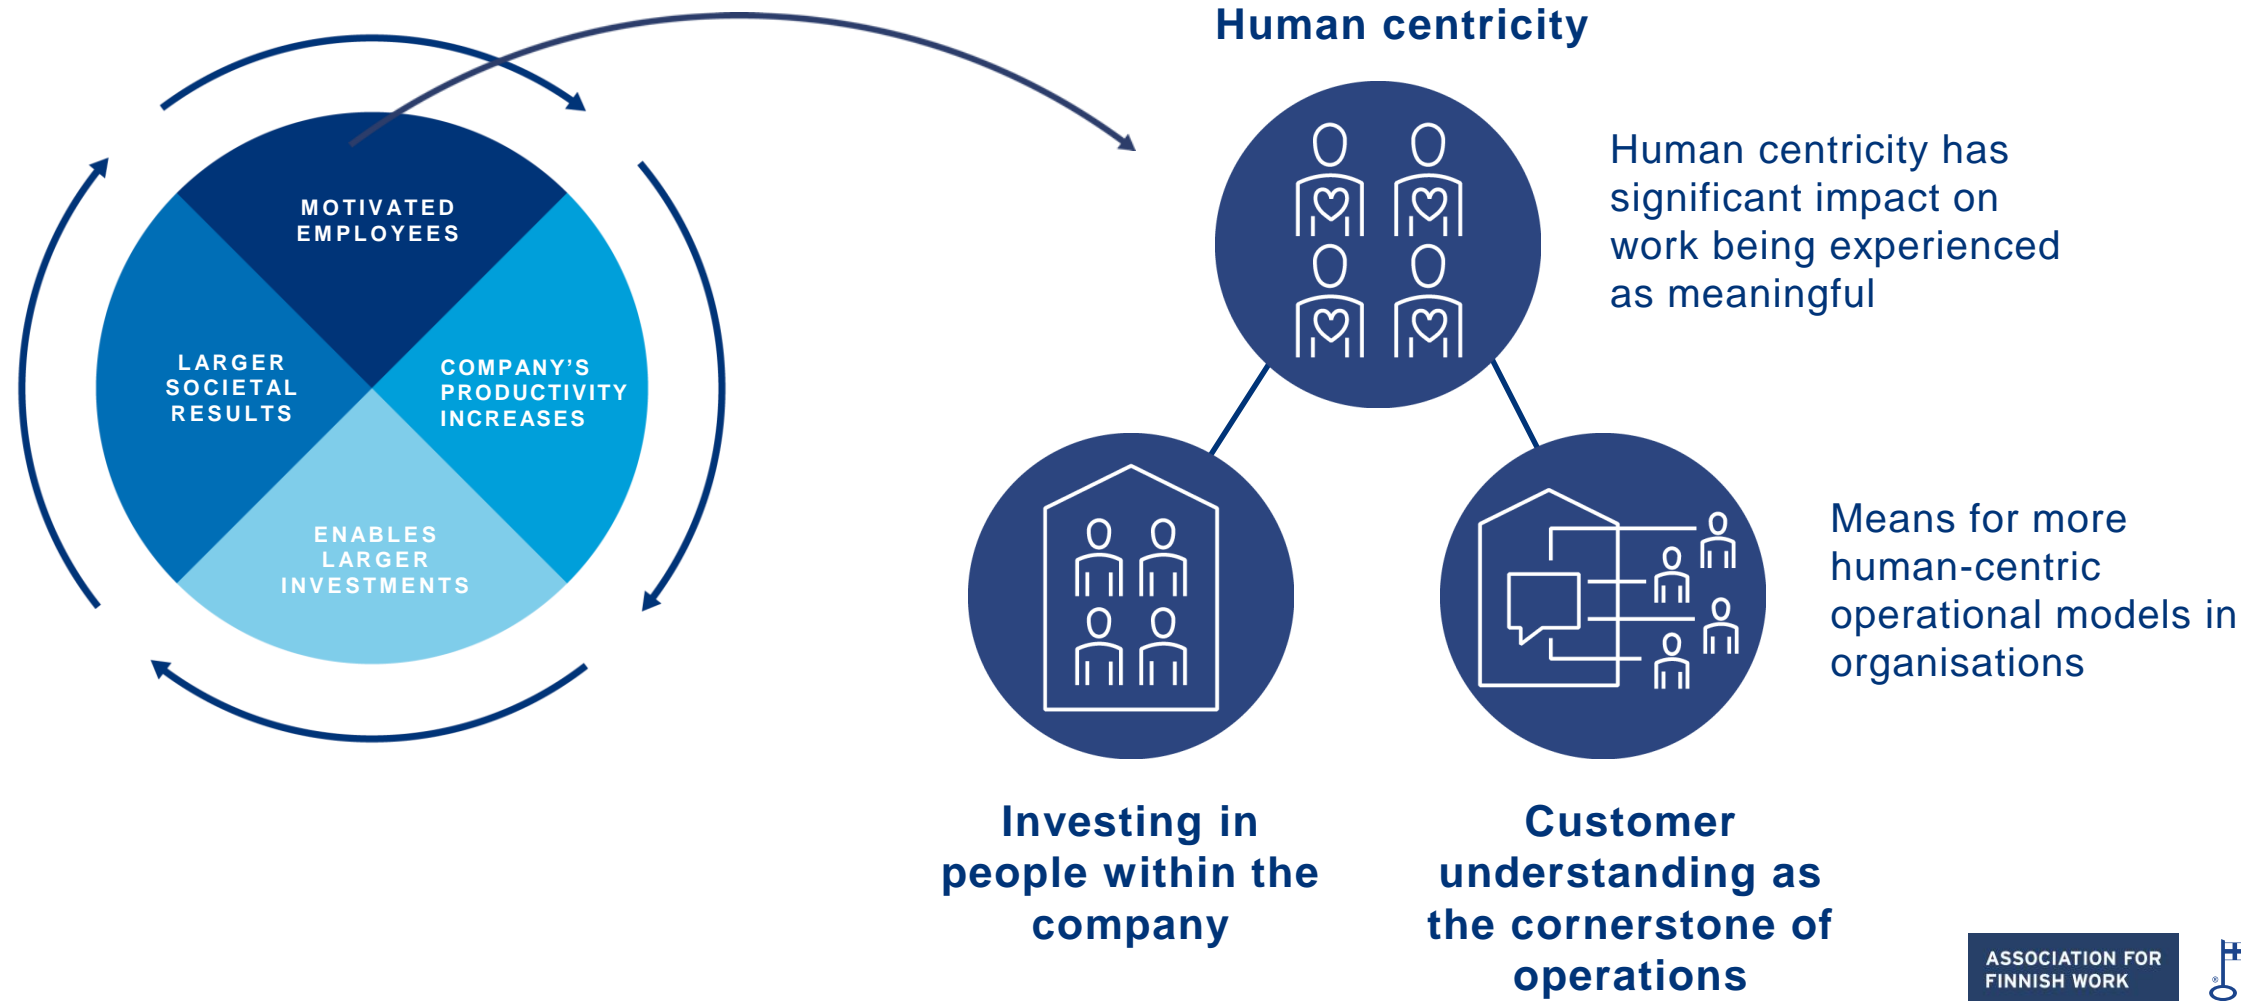 Human centricity
MOTIVATED
EMPLOYEES
LARGER
SOCIETAL
RESULTS
COMPANY'S
PRODUCTIVITY
INCREASES
ENABLES
LARGER
INVESTMENTS
Human centricity has
significant impact on
work being experienced
as meaningful
Means for more
human-centric
operational models in
organisations
Investing in
people within the
company
Customer
understanding as
the cornerstone of
operations
ASSOCIATION FOR
FINNISH WORK
®